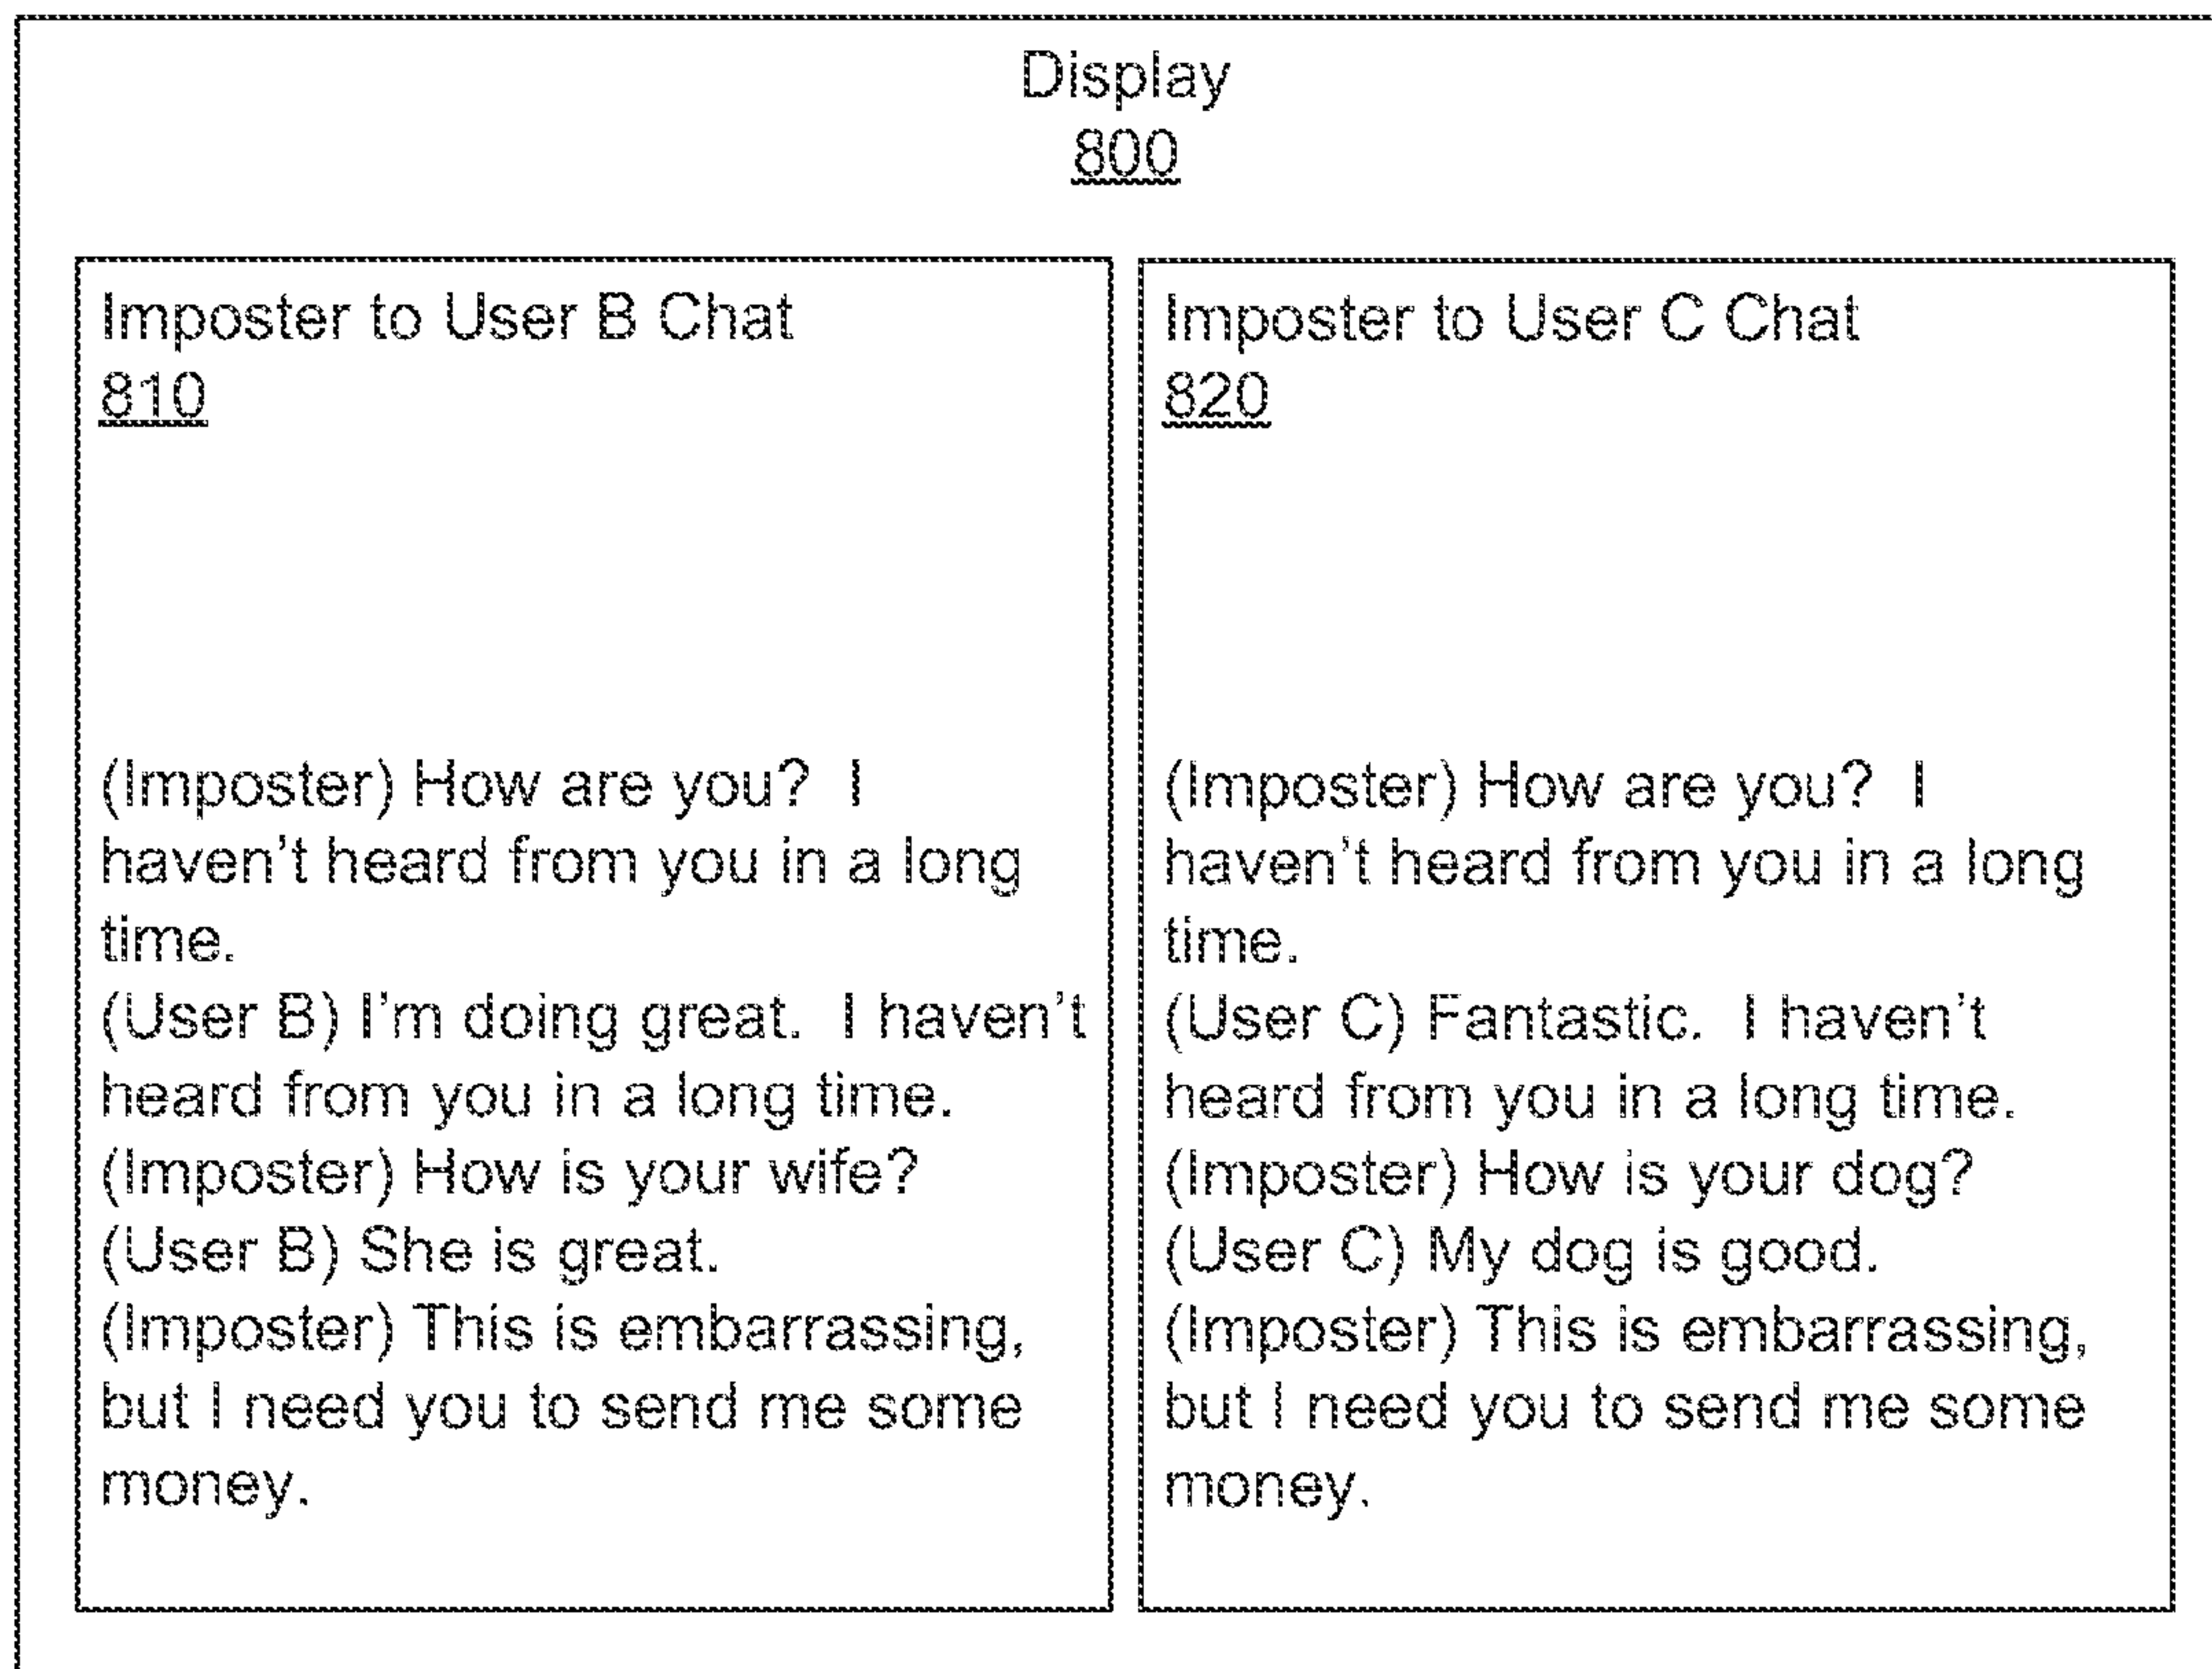 Display
800
Imposter to User B Chat
810
(Imposter) How are you?  I
haven't heard from you in a long
time.
(User B) I'm doing great.  I haven't
heard from you in a long time.
(Imposter) How is your wife?
(User B) She is great.
(Imposter) This is embarrassing,
but I need you to send me some
money.
Imposter to User C Chat
820
(Imposter) How are you?  I
haven't heard from you in a long
time.
(User C) Fantastic.  I haven't
heard from you in a long time.
(Imposter) How is your dog?
(User C) My dog is good.
(Imposter) This is embarrassing,
but I need you to send me some
money.